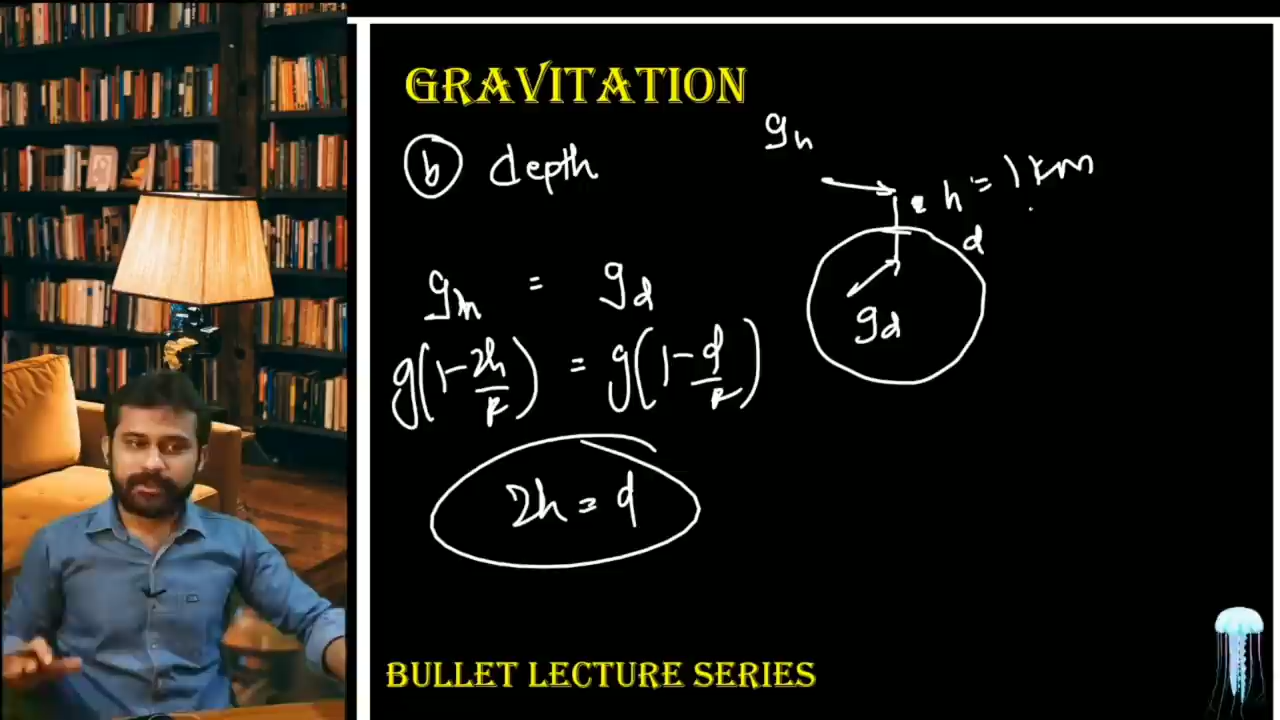 GRAVITATION
b depth
gh
h = 1 km
d
gd
gh = gd
g(1-2h/R) = g(1-d/R)
2h = d
BULLET LECTURE SERIES